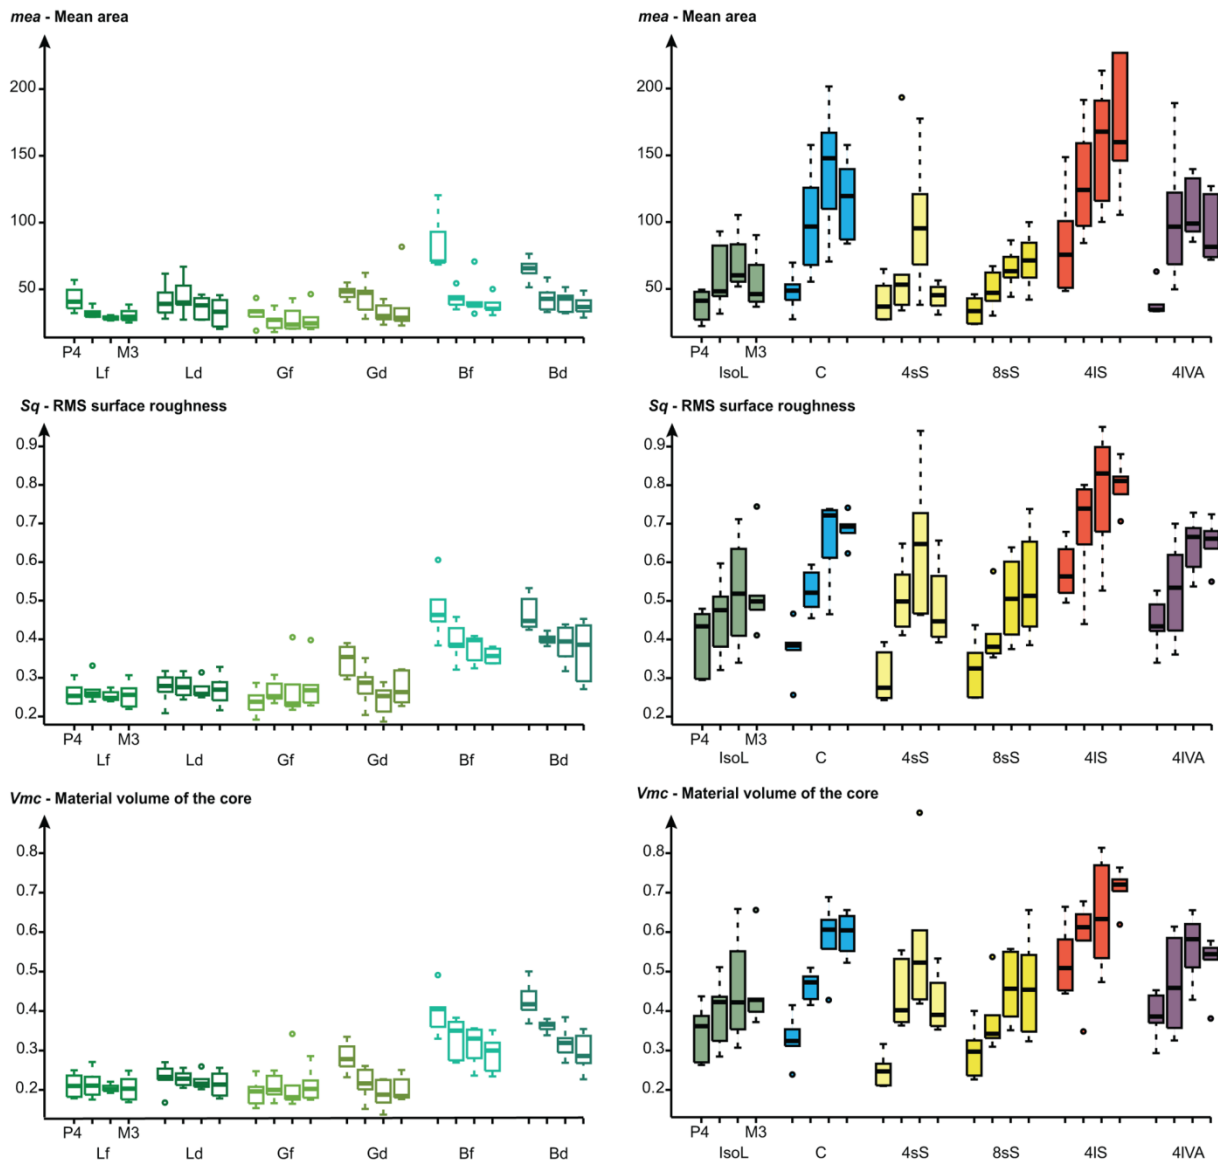 mea - Mean area
200
150
100
50
P4 M3
Lf Ld Gf Gd Bf Bd
mea - Mean area
200
150
100
50
P4 M3
IsoL C 4sS 8sS 4IS 4IVA
Sq - RMS surface roughness
0.9
0.8
0.7
0.6
0.5
0.4
0.3
0.2
P4 M3
Lf Ld Gf Gd Bf Bd
Sq - RMS surface roughness
0.9
0.8
0.7
0.6
0.5
0.4
0.3
0.2
P4 M3
IsoL C 4sS 8sS 4IS 4IVA
Vmc - Material volume of the core
0.8
0.7
0.6
0.5
0.4
0.3
0.2
P4 M3
Lf Ld Gf Gd Bf Bd
Vmc - Material volume of the core
0.8
0.7
0.6
0.5
0.4
0.3
0.2
P4 M3
IsoL C 4sS 8sS 4IS 4IVA